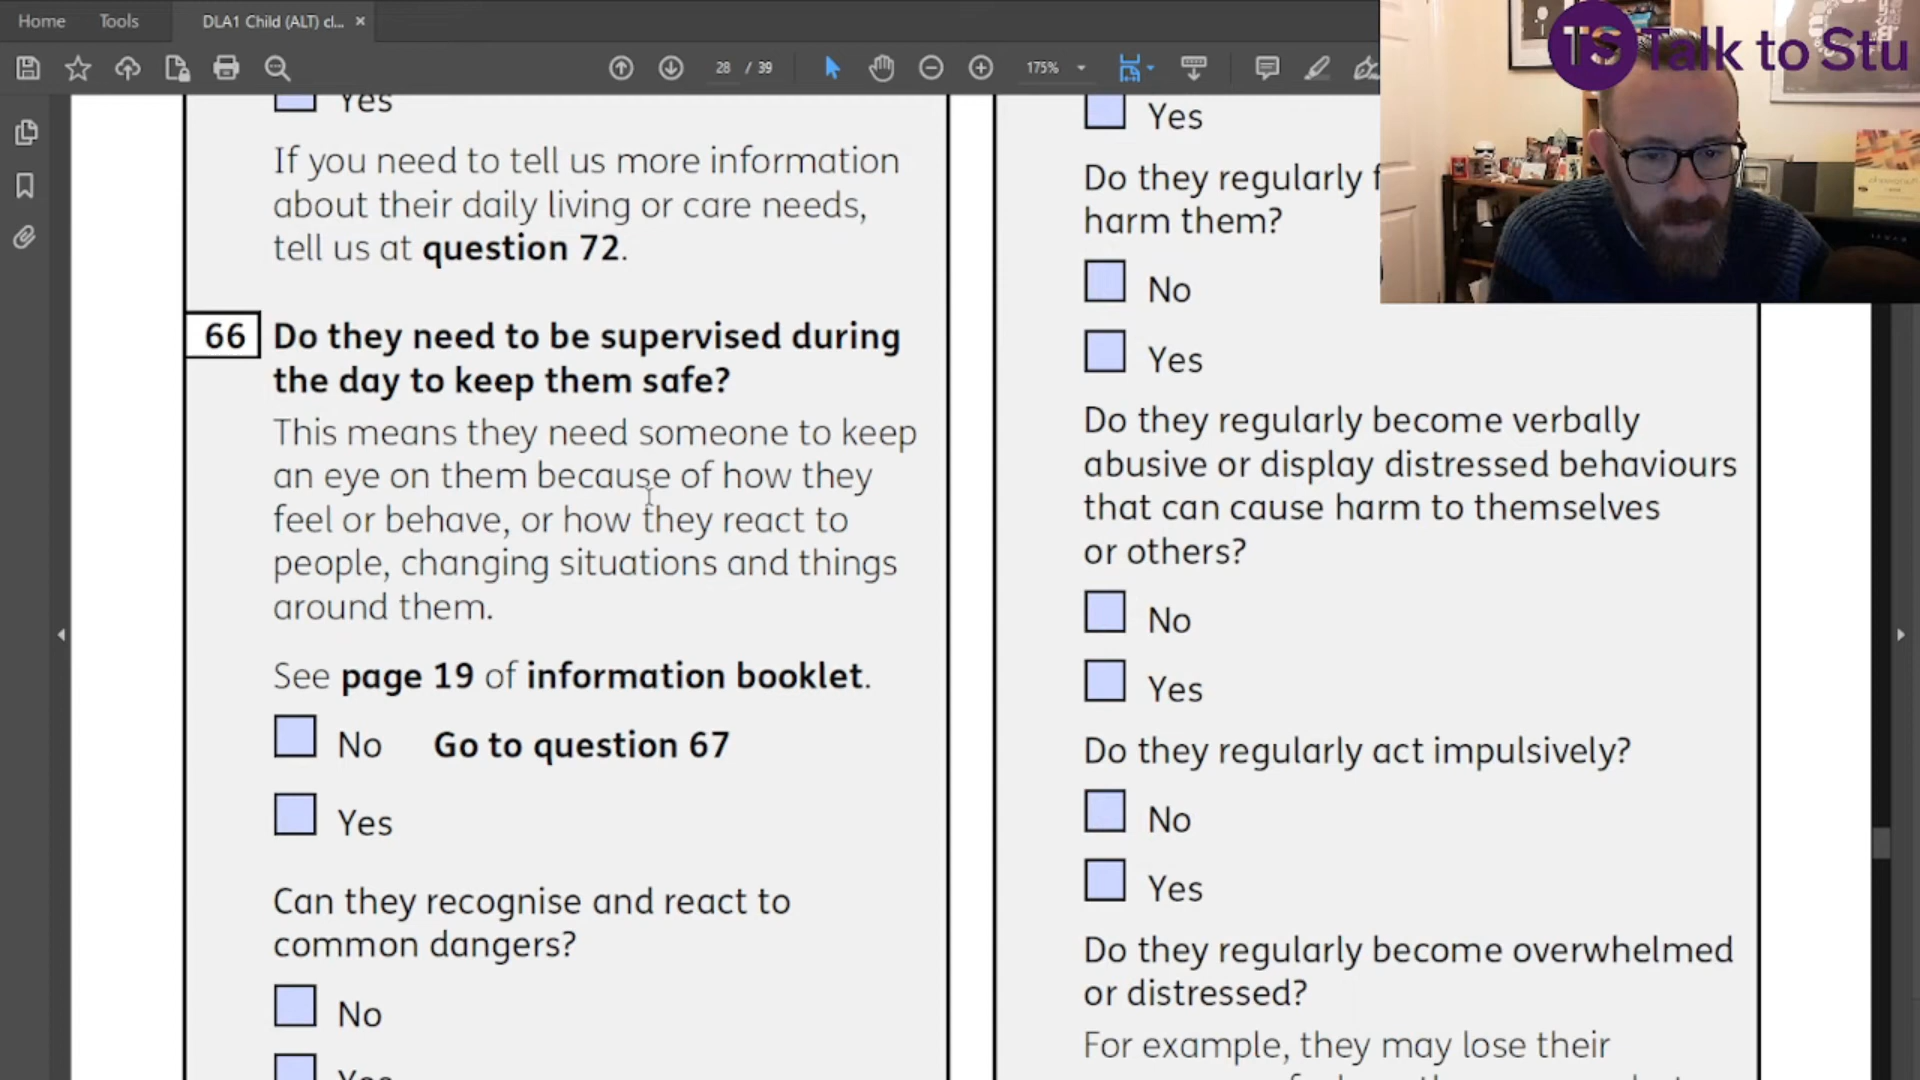 Home
Tools
DLA1 Child (ALT) cl...
28 / 39
175%
TS Talk to Stu
Yes
If you need to tell us more information
about their daily living or care needs,
tell us at question 72.
66 Do they need to be supervised during
the day to keep them safe?
This means they need someone to keep
an eye on them because of how they
feel or behave, or how they react to
people, changing situations and things
around them.
See page 19 of information booklet.
No Go to question 67
Yes
Can they recognise and react to
common dangers?
No
Yes
Yes
Do they regularly
harm them?
No
Yes
Do they regularly become verbally
abusive or display distressed behaviours
that can cause harm to themselves
or others?
No
Yes
Do they regularly act impulsively?
No
Yes
Do they regularly become overwhelmed
or distressed?
For example, they may lose their